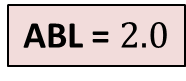 ABL = 2.0